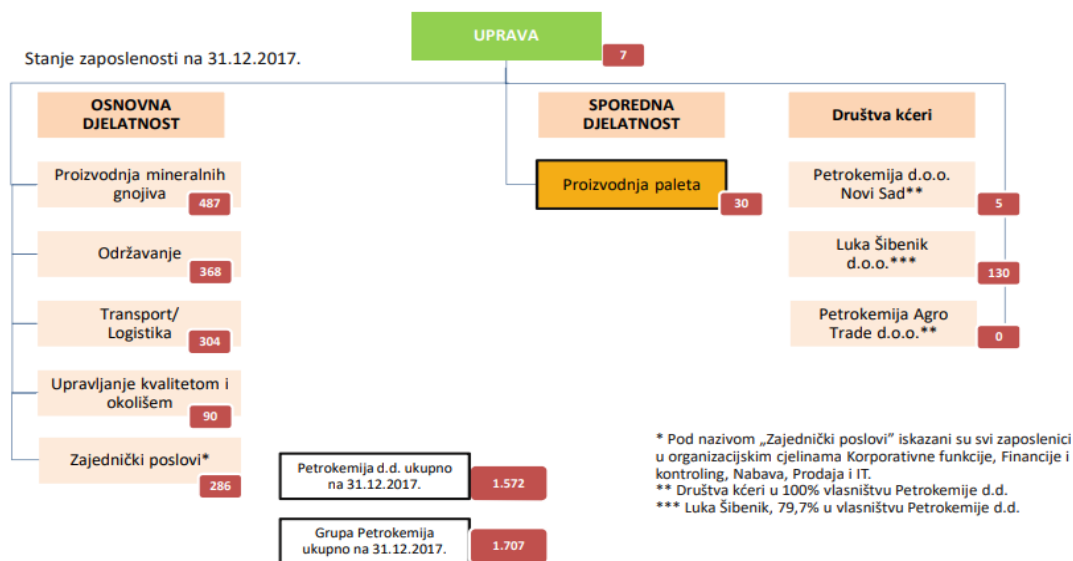 UPRAVA
7
Stanje zaposlenosti na 31.12.2017.
OSNOVNA
DJELATNOST
Proizvodnja mineralnih
gnojiva
487
Održavanje
368
Transport/
Logistika
304
Upravljanje kvalitetom i
okolišem
90
Zajednički poslovi*
286
SPOREDNA
DJELATNOST
Proizvodnja paleta
30
Društva kćeri
Petrokemija d.o.o.
Novi Sad**
5
Luka Šibenik
d.o.o.***
130
Petrokemija Agro
Trade d.o.o.**
0
Petrokemija d.d. ukupno
na 31.12.2017.
1.572
Grupa Petrokemija
ukupno na 31.12.2017.
1.707
* Pod nazivom „Zajednički poslovi” iskazani su svi zaposlenici
u organizacijskim cjelinama Korporativne funkcije, Financije i
kontroling, Nabava, Prodaja i IT.
** Društva kćeri u 100% vlasništvu Petrokemije d.d.
*** Luka Šibenik, 79,7% u vlasništvu Petrokemije d.d.